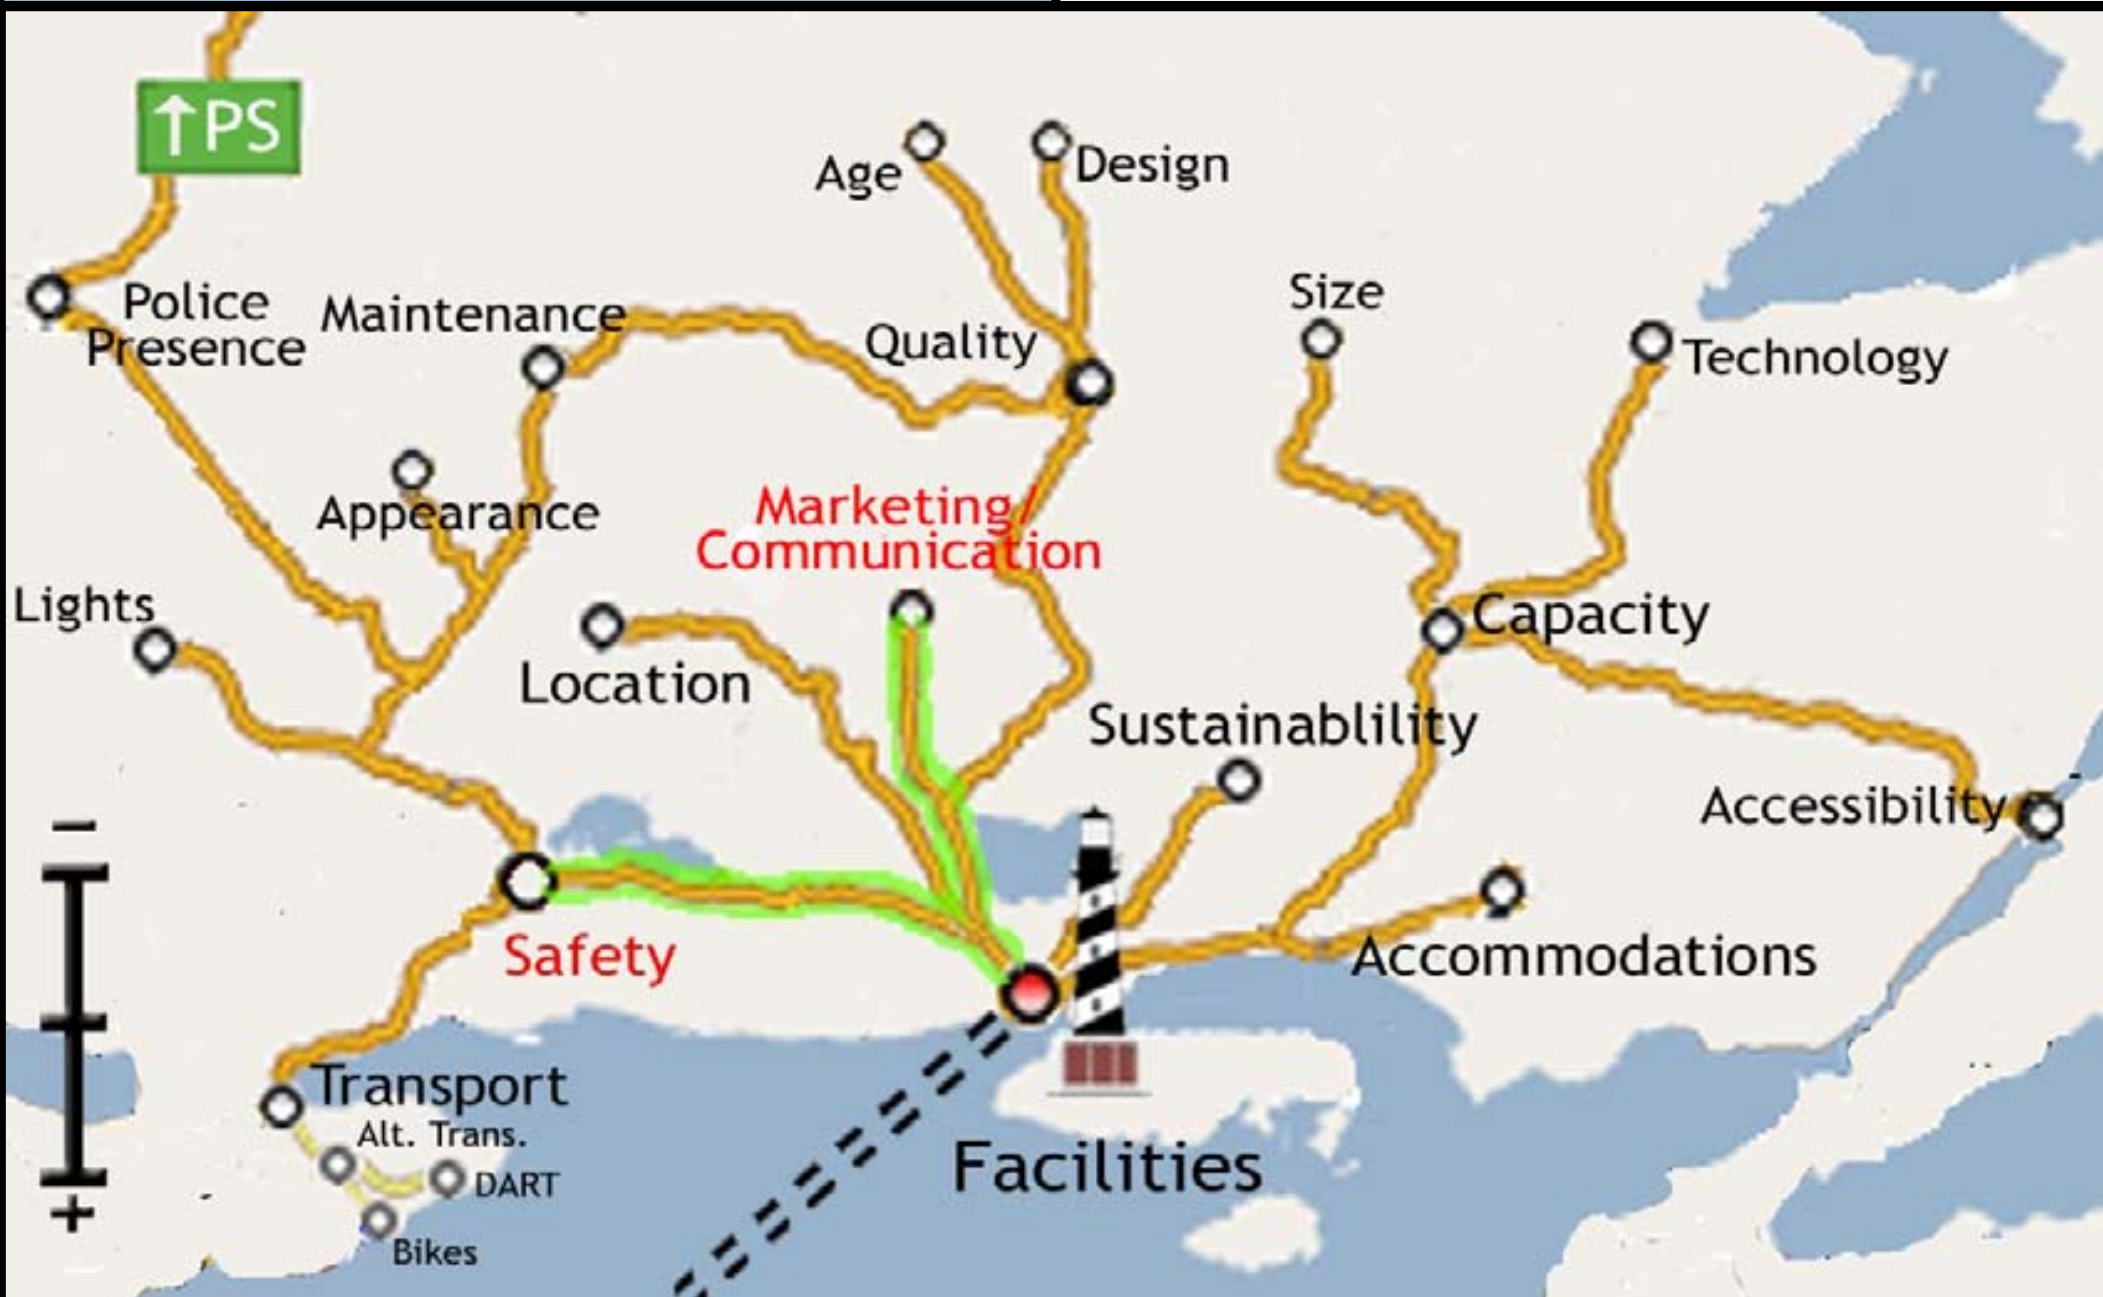 ↑PS
Age
Design
Police
Presence
Maintenance
Quality
Size
Technology
Appearance
Marketing/
Communication
Lights
Location
Capacity
Sustainablility
Accessibility
−
Safety
Accommodations
Transport
Alt. Trans.
DART
Facilities
+
Bikes